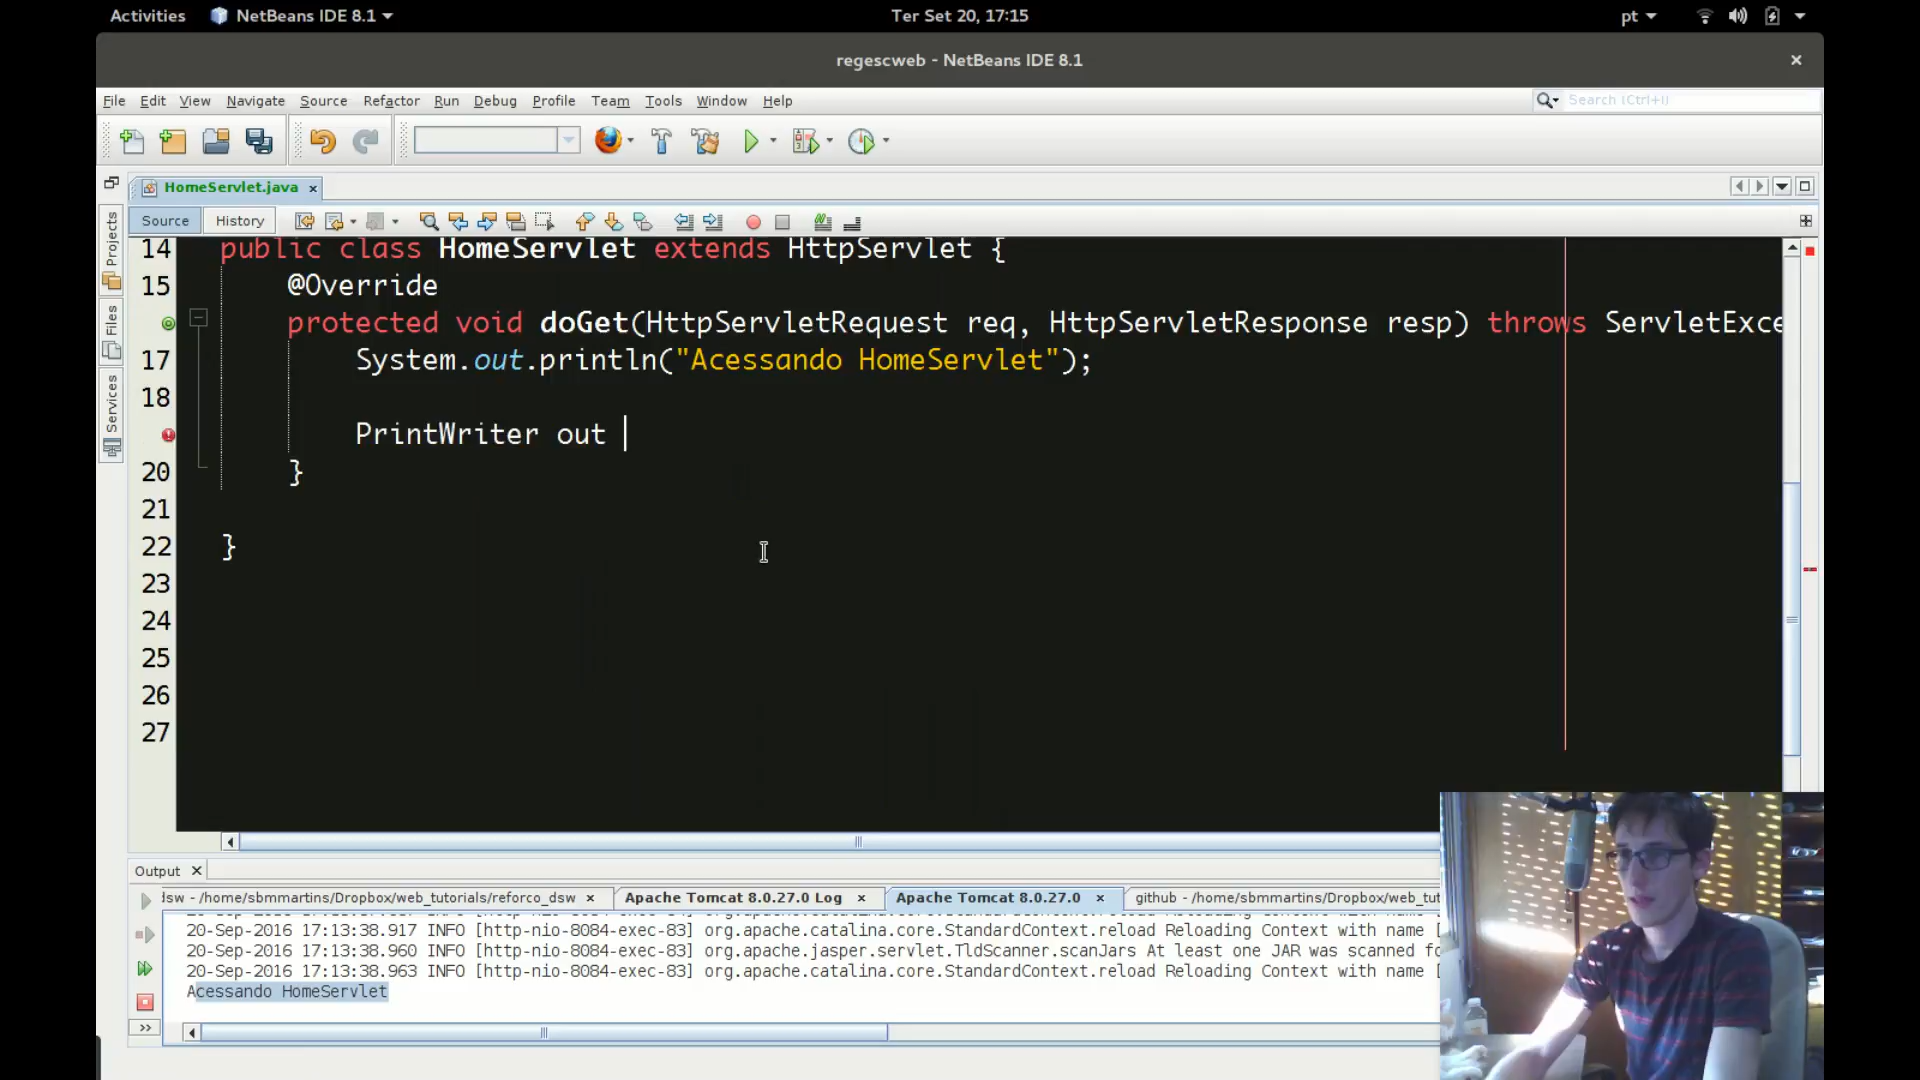 Activities NetBeans IDE 8.1 Ter Set 20, 17:15 pt
regescweb - NetBeans IDE 8.1
File Edit View Navigate Source Refactor Run Debug Profile Team Tools Window Help Search (Ctrl+I)
HomeServlet.java
Source History
Projects
Files
Services
14 public class HomeServlet extends HttpServlet {
15 @Override
protected void doGet(HttpServletRequest req, HttpServletResponse resp) throws ServletExce
17 System.out.println("Acessando HomeServlet");
18
PrintWriter out
20 }
21
22 }
23
24
25
26
27
Output
dsw - /home/sbmmartins/Dropbox/web_tutorials/reforco_dsw Apache Tomcat 8.0.27.0 Log Apache Tomcat 8.0.27.0 github - /home/sbmmartins/Dropbox/web_tut
20-Sep-2016 17:13:38.917 INFO [http-nio-8084-exec-83] org.apache.catalina.core.StandardContext.reload Reloading Context with name [
20-Sep-2016 17:13:38.960 INFO [http-nio-8084-exec-83] org.apache.jasper.servlet.TldScanner.scanJars At least one JAR was scanned fo
20-Sep-2016 17:13:38.963 INFO [http-nio-8084-exec-83] org.apache.catalina.core.StandardContext.reload Reloading Context with name [
Acessando HomeServlet